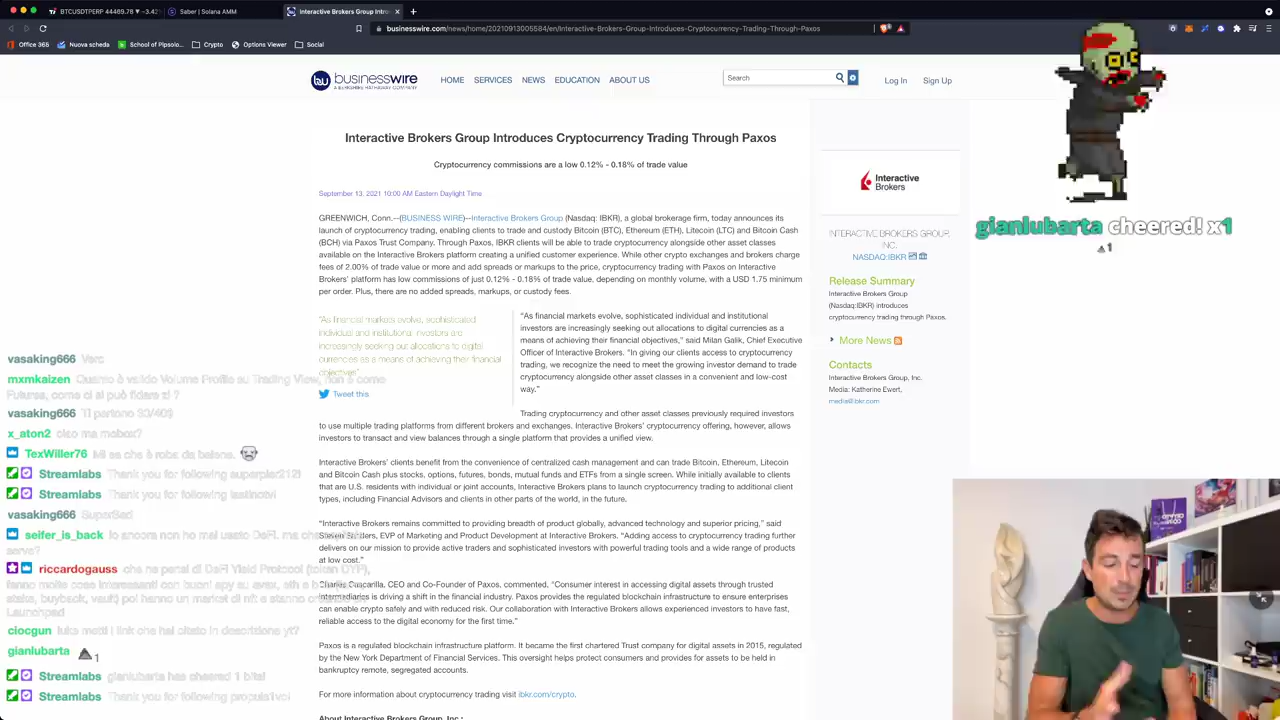 BTCUSDTPERP 44469.78 ▼ −3.42%
Saber | Solana AMM
Interactive Brokers Group Intro
businesswire.com/news/home/20210913005584/en/Interactive-Brokers-Group-Introduces-Cryptocurrency-Trading-Through-Paxos
Office 365
Nuova scheda
School of Pipsolo...
Crypto
Options Viewer
Social
businesswire
A BERKSHIRE HATHAWAY COMPANY
HOME SERVICES NEWS EDUCATION ABOUT US
Search
Log In Sign Up
Interactive Brokers Group Introduces Cryptocurrency Trading Through Paxos
Cryptocurrency commissions are a low 0.12% - 0.18% of trade value
September 13, 2021 10:00 AM Eastern Daylight Time
GREENWICH, Conn.--(BUSINESS WIRE)--Interactive Brokers Group (Nasdaq: IBKR), a global brokerage firm, today announces its
launch of cryptocurrency trading, enabling clients to trade and custody Bitcoin (BTC), Ethereum (ETH), Litecoin (LTC) and Bitcoin Cash
(BCH) via Paxos Trust Company. Through Paxos, IBKR clients will be able to trade cryptocurrency alongside other asset classes
available on the Interactive Brokers platform creating a unified customer experience. While other crypto exchanges and brokers charge
fees of 2.00% of trade value or more and add spreads or markups to the price, cryptocurrency trading with Paxos on Interactive
Brokers' platform has low commissions of just 0.12% - 0.18% of trade value, depending on monthly volume, with a USD 1.75 minimum
per order. Plus, there are no added spreads, markups, or custody fees.
"As financial markets evolve, sophisticated
individual and institutional investors are
increasingly seeking out allocations to digital
currencies as a means of achieving their financial
objectives"
Tweet this
“As financial markets evolve, sophisticated individual and institutional
investors are increasingly seeking out allocations to digital currencies as a
means of achieving their financial objectives,” said Milan Galik, Chief Executive
Officer of Interactive Brokers. “In giving our clients access to cryptocurrency
trading, we recognize the need to meet the growing investor demand to trade
cryptocurrency alongside other asset classes in a convenient and low-cost
way.”
Trading cryptocurrency and other asset classes previously required investors
to use multiple trading platforms from different brokers and exchanges. Interactive Brokers' cryptocurrency offering, however, allows
investors to transact and view balances through a single platform that provides a unified view.
Interactive Brokers' clients benefit from the convenience of centralized cash management and can trade Bitcoin, Ethereum, Litecoin
and Bitcoin Cash plus stocks, options, futures, bonds, mutual funds and ETFs from a single screen. While initially available to clients
that are U.S. residents with individual or joint accounts, Interactive Brokers plans to launch cryptocurrency trading to additional client
types, including Financial Advisors and clients in other parts of the world, in the future.
“Interactive Brokers remains committed to providing breadth of product globally, advanced technology and superior pricing,” said
Steven Sanders, EVP of Marketing and Product Development at Interactive Brokers. “Adding access to cryptocurrency trading further
delivers on our mission to provide active traders and sophisticated investors with powerful trading tools and a wide range of products
at low cost.”
Charles Cascarilla, CEO and Co-Founder of Paxos, commented, “Consumer interest in accessing digital assets through trusted
intermediaries is driving a shift in the financial industry. Paxos provides the regulated blockchain infrastructure to ensure enterprises
can enable crypto safely and with reduced risk. Our collaboration with Interactive Brokers allows experienced investors to have fast,
reliable access to the digital economy for the first time.”
Paxos is a regulated blockchain infrastructure platform. It became the first chartered Trust company for digital assets in 2015, regulated
by the New York Department of Financial Services. This oversight helps protect consumers and provides for assets to be held in
bankruptcy remote, segregated accounts.
For more information about cryptocurrency trading visit ibkr.com/crypto.
About Interactive Brokers Group, Inc.:
Interactive
Brokers
INTERACTIVE BROKERS GROUP,
INC.
NASDAQ:IBKR
Release Summary
Interactive Brokers Group
(Nasdaq:IBKR) introduces
cryptocurrency trading through Paxos.
More News
Contacts
Interactive Brokers Group, Inc.
Media: Katherine Ewert,
media@ibkr.com
gianlubarta cheered! x1
1
vasaking666 Vero
mxmkaizen Quanto è valido Volume Profile su Trading View, non è come
Futures, come ci si può fidare tl ?
vasaking666 Ti partono 30/40$
x_aton2 ciao ma mobox?
TexWiller76 Mi sa che è roba da balene.
Streamlabs Thank you for following superpier212!
Streamlabs Thank you for following
vasaking666 SuperSad
seifer_is_back Io ancora non ho mai usato DeFi. ma che
serve?
riccardogauss che ne pensi di DeFi Yield Protocol (token DYP),
fanno molte cose interessanti con buoni apy su avax, eth e
stake, buyback, vault) poi hanno un market di nft e stanno
Launchpad
ciocgun luke metti i link che hai citato in descrizione yt?
gianlubarta 1
Streamlabs gianlubarta has cheered 1 bits!
Streamlabs Thank you for following